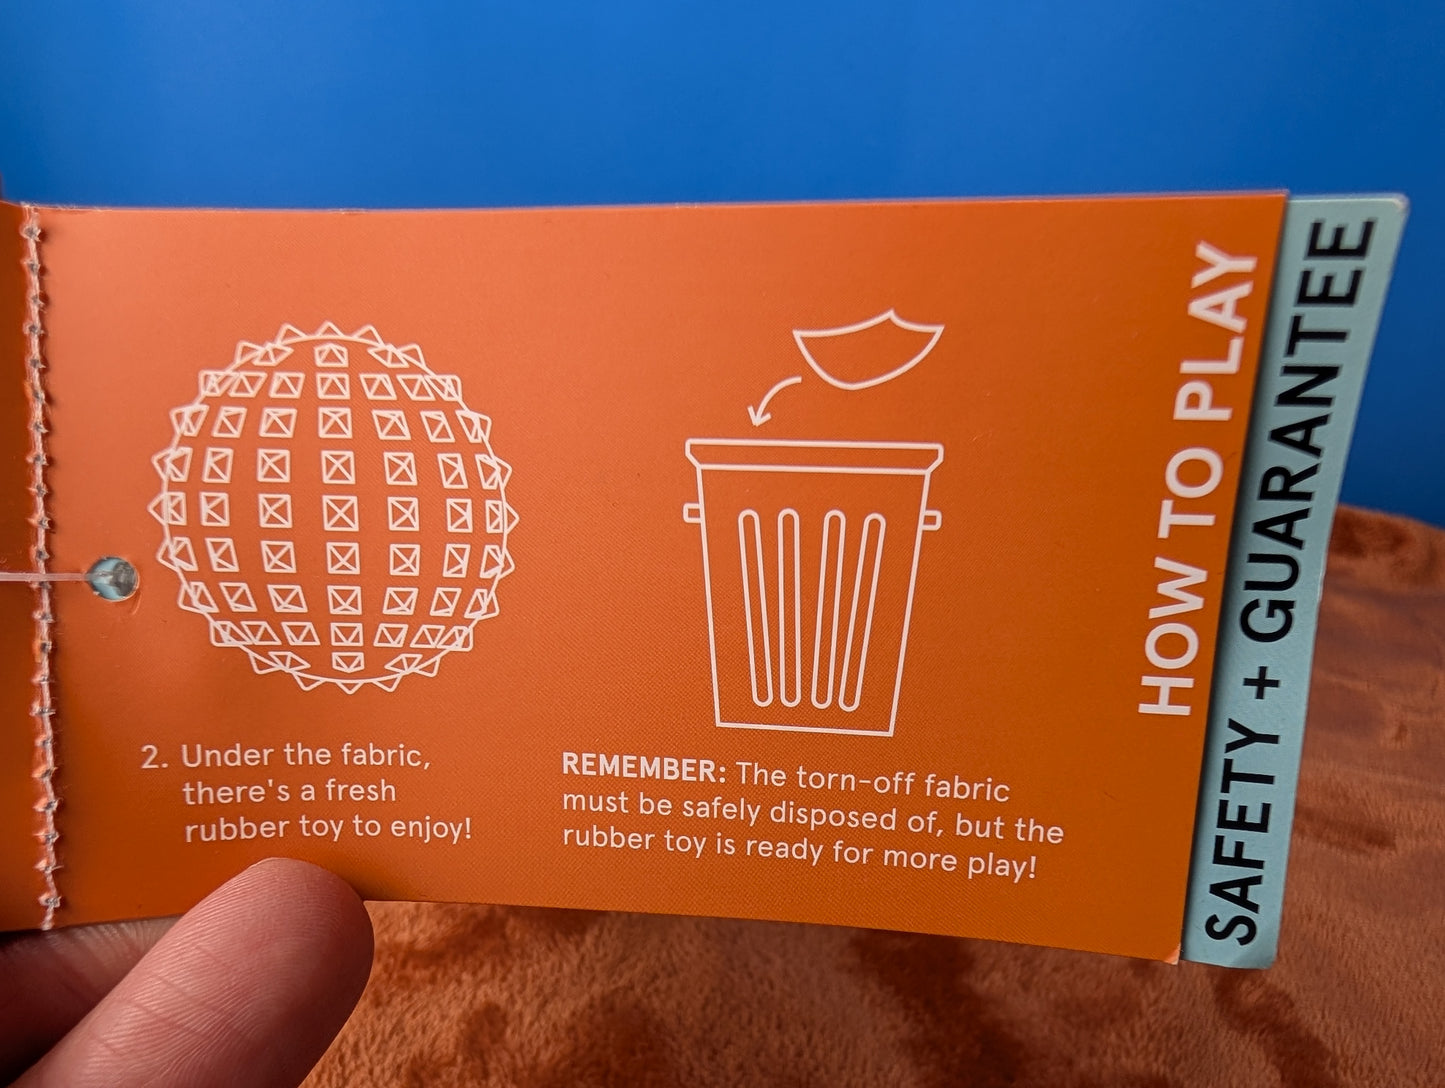 2. Under the fabric,
there's a fresh
rubber toy to enjoy!
REMEMBER: The torn-off fabric
must be safely disposed of, but the
rubber toy is ready for more play!
HOW TO PLAY
SAFETY + GUARANTEE